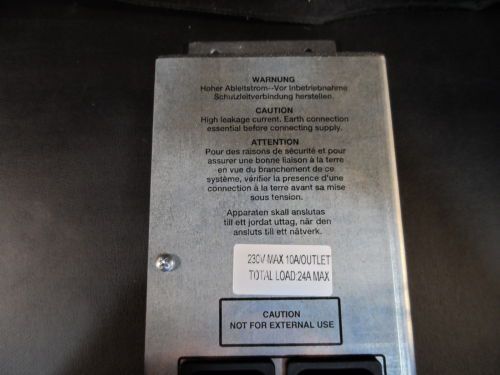 WARNUNG
Hoher Ableitstrom--Vor Inbetriebnahme
Schutzleitverbindung herstellen.
CAUTION
High leakage current. Earth connection
essential before connecting supply.
ATTENTION
Pour des raisons de sécurité et pour
assurer une bonne liaison à la terre
en vue du branchement de ce
système, vérifier la presence d'une
connection à la terre avant sa mise
sous tension.
Apparaten skall anslutas
till ett jordat uttag, når den
ansluts till ett nätverk.
230V MAX 10A/OUTLET
TOTAL LOAD:24A MAX
CAUTION
NOT FOR EXTERNAL USE